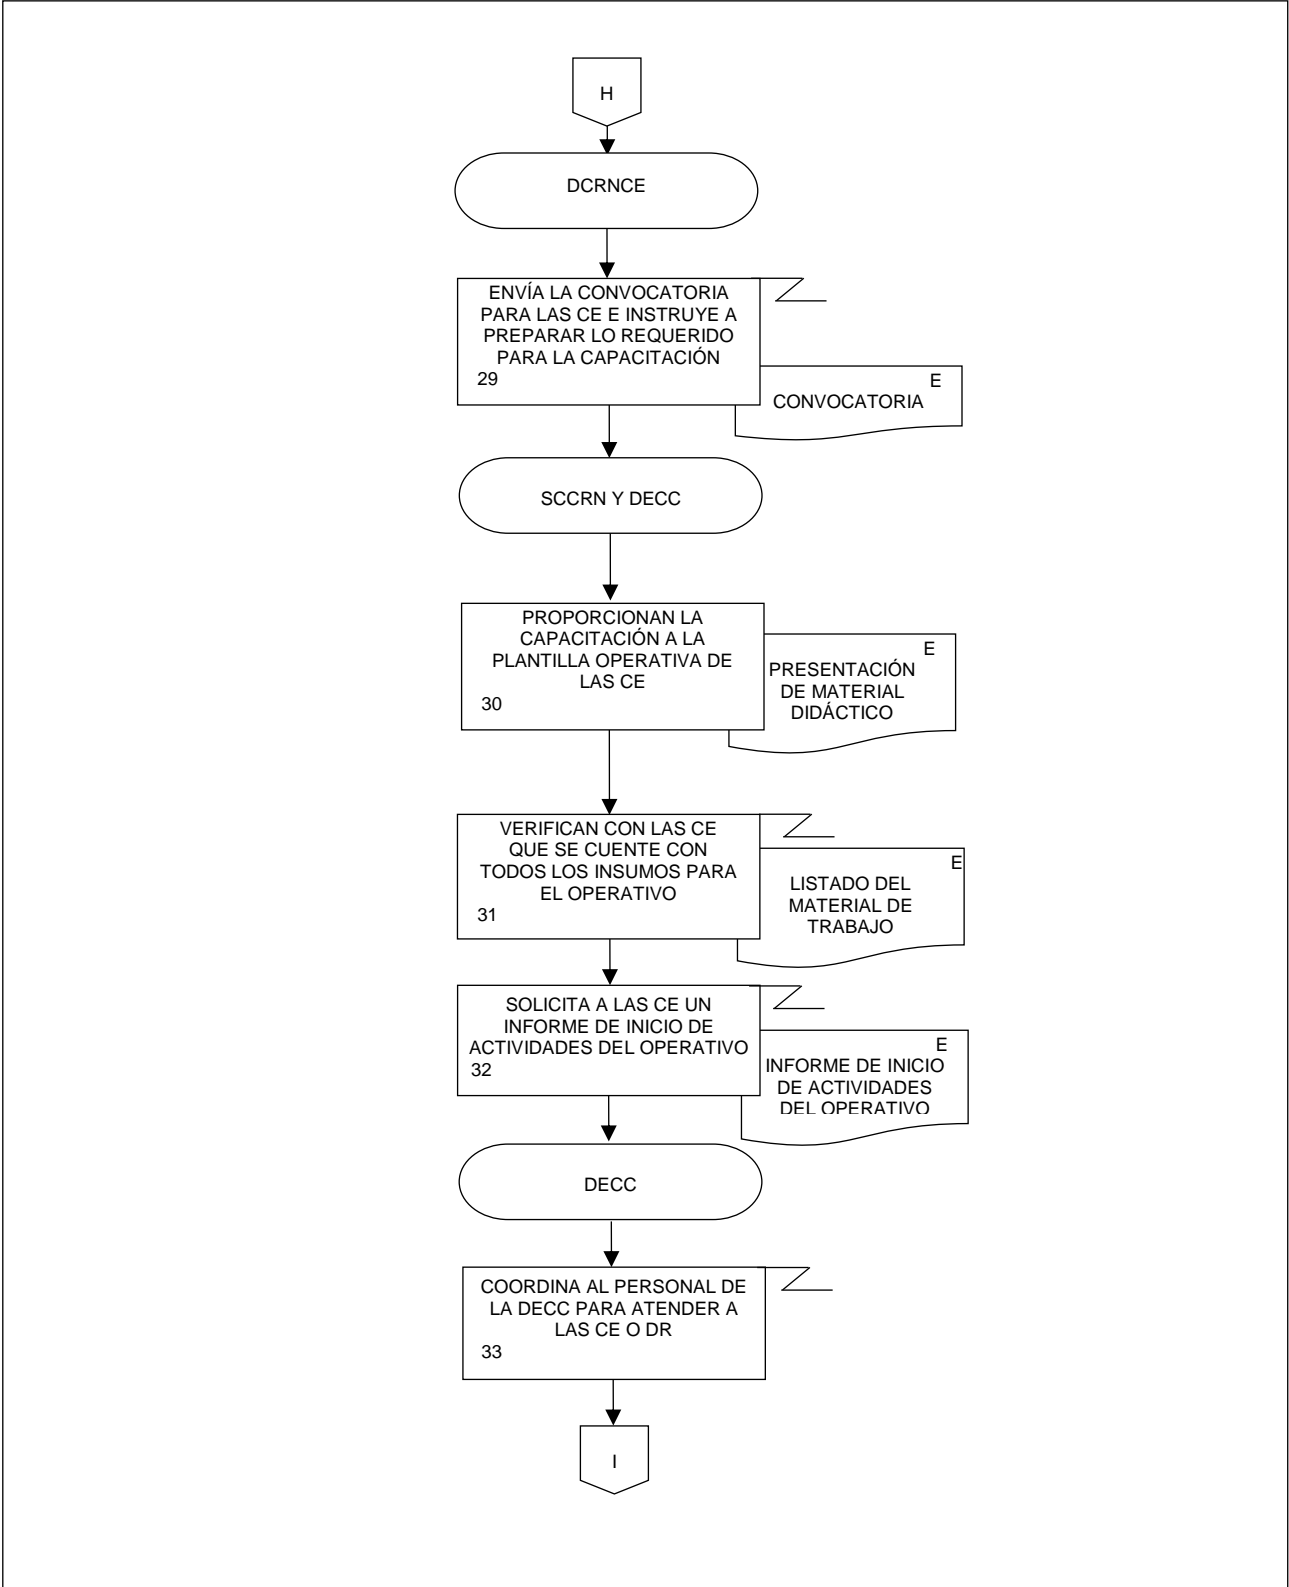 H
DCRNCE
ENVÍA LA CONVOCATORIA
PARA LAS CE E INSTRUYE A
PREPARAR LO REQUERIDO
PARA LA CAPACITACIÓN
29
E
CONVOCATORIA
SCCRN Y DECC
PROPORCIONAN LA
CAPACITACIÓN A LA
PLANTILLA OPERATIVA DE
LAS CE
30
E
PRESENTACIÓN
DE MATERIAL
DIDÁCTICO
VERIFICAN CON LAS CE
QUE SE CUENTE CON
TODOS LOS INSUMOS PARA
EL OPERATIVO
31
E
LISTADO DEL
MATERIAL DE
TRABAJO
SOLICITA A LAS CE UN
INFORME DE INICIO DE
ACTIVIDADES DEL OPERATIVO
32
E
INFORME DE INICIO
DE ACTIVIDADES
DEL OPERATIVO
DECC
COORDINA AL PERSONAL DE
LA DECC PARA ATENDER A
LAS CE O DR
33
I